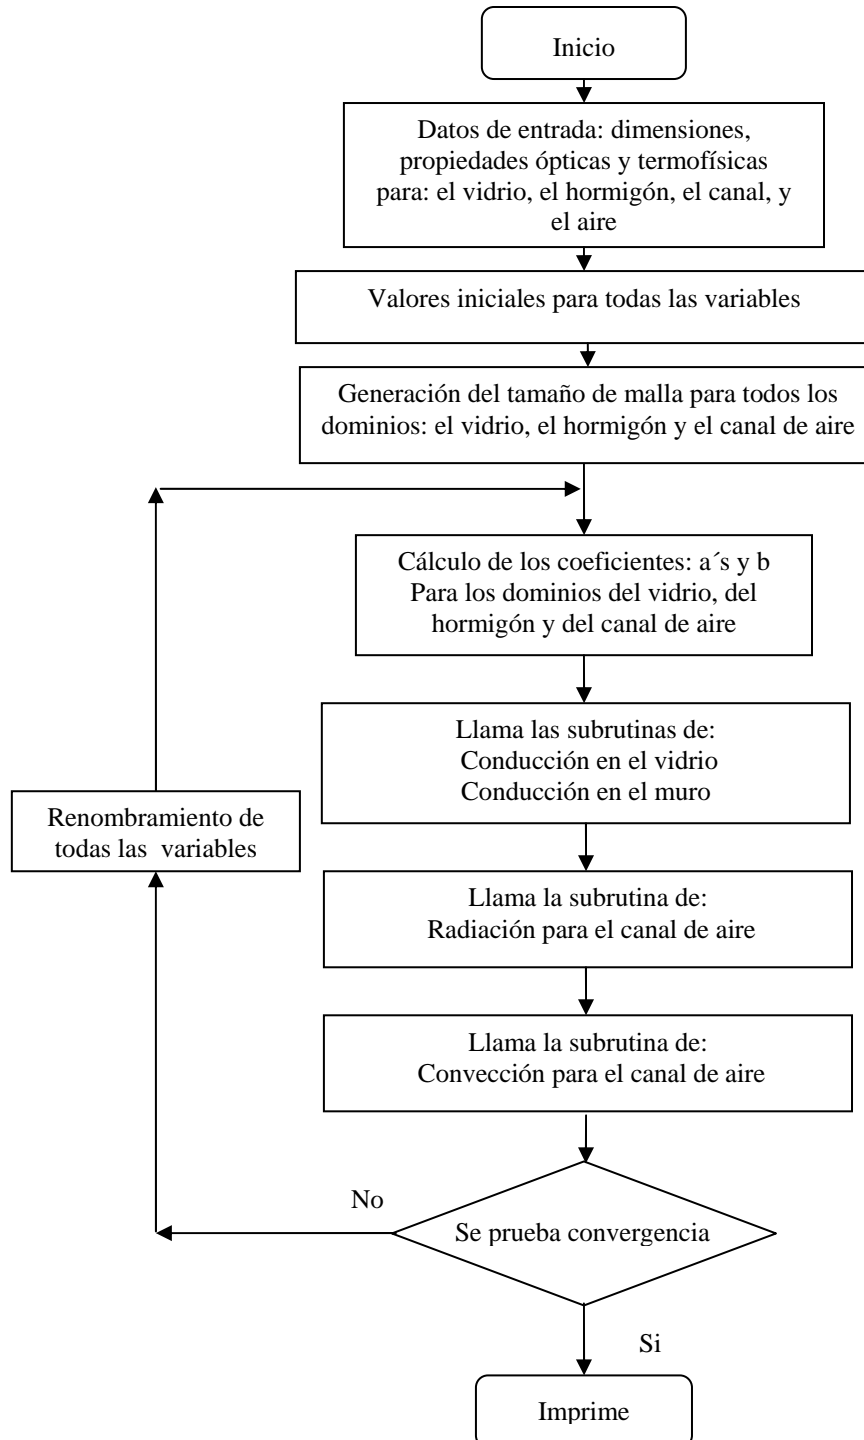 Inicio
Datos de entrada: dimensiones,
propiedades ópticas y termofísicas
para: el vidrio, el hormigón, el canal, y
el aire
Valores iniciales para todas las variables
Generación del tamaño de malla para todos los
dominios: el vidrio, el hormigón y el canal de aire
Cálculo de los coeficientes: a´s y b
Para los dominios del vidrio, del
hormigón y del canal de aire
Llama las subrutinas de:
Conducción en el vidrio
Conducción en el muro
Renombramiento de
todas las variables
Llama la subrutina de:
Radiación para el canal de aire
Llama la subrutina de:
Convección para el canal de aire
No
Se prueba convergencia
Si
Imprime